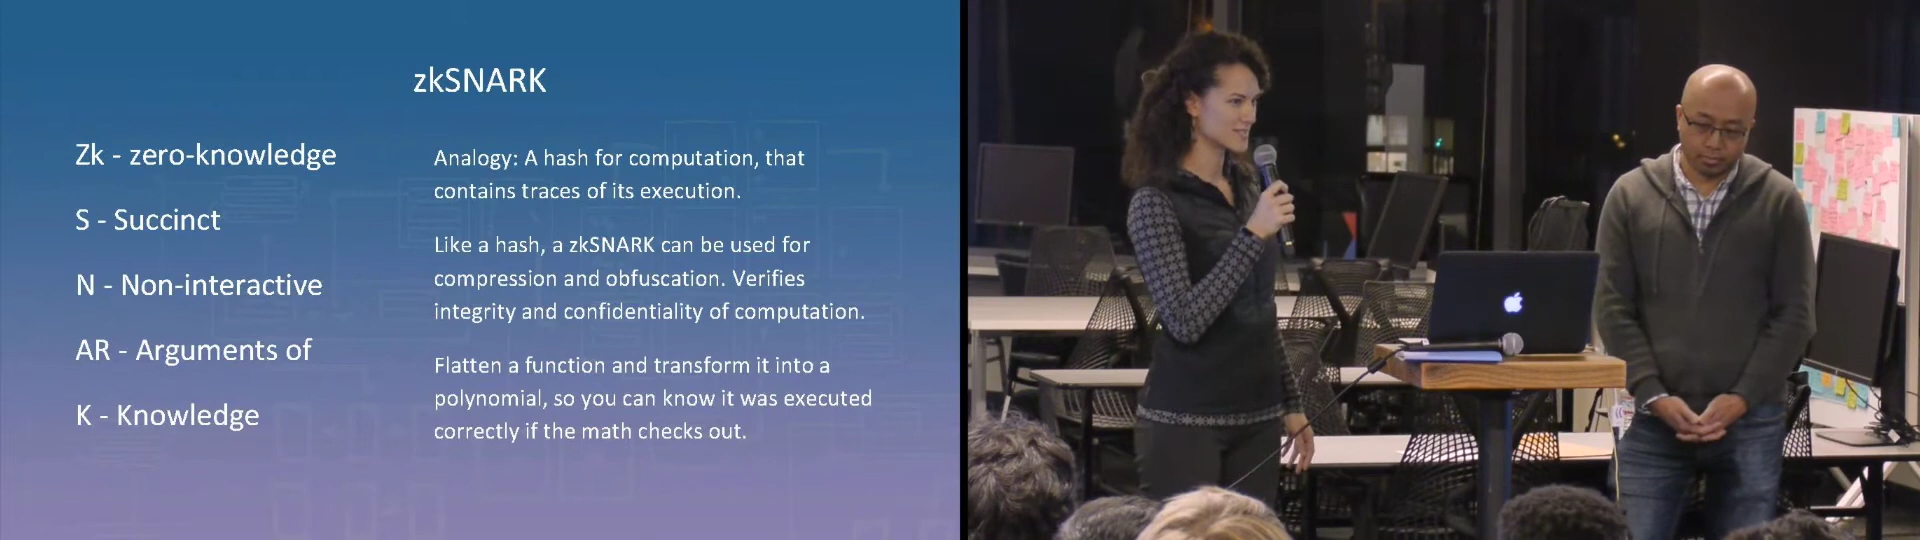 zkSNARK
Zk - zero-knowledge
S - Succinct
N - Non-interactive
AR - Arguments of
K - Knowledge
Analogy: A hash for computation, that
contains traces of its execution.
Like a hash, a zkSNARK can be used for
compression and obfuscation. Verifies
integrity and confidentiality of computation.
Flatten a function and transform it into a
polynomial, so you can know it was executed
correctly if the math checks out.